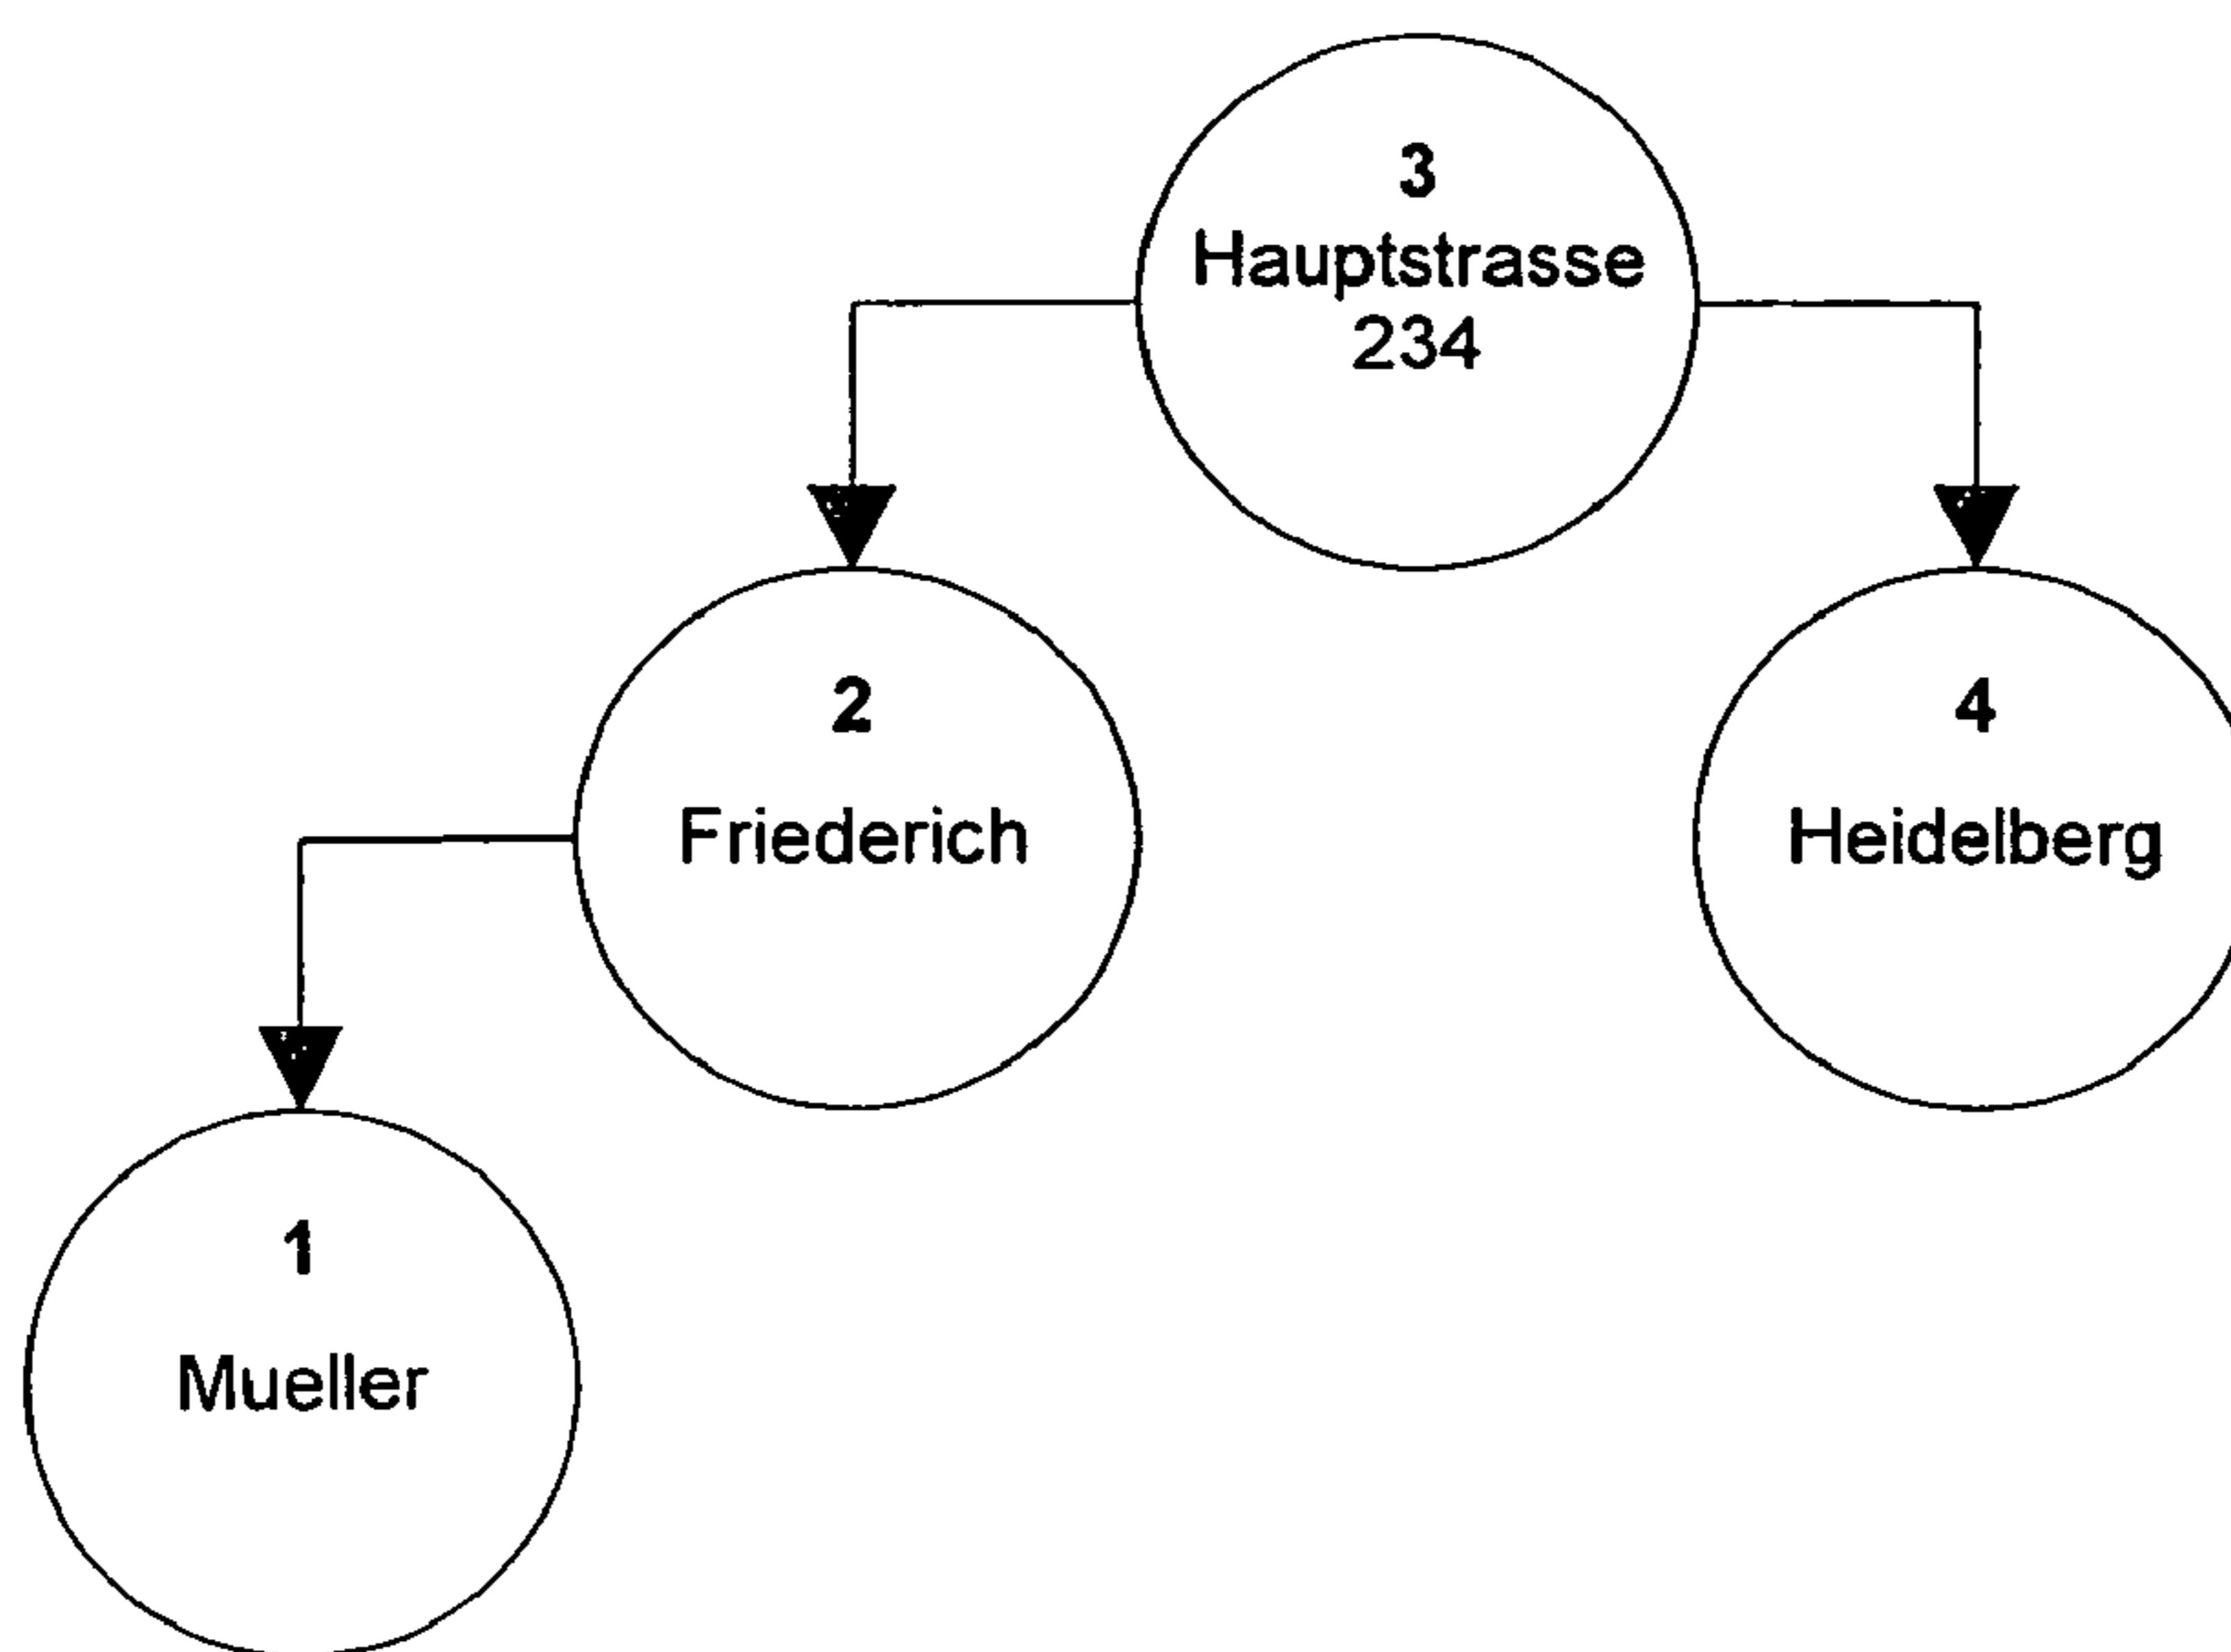 3
Hauptstrasse
234
2
Friederich
4
Heidelberg
1
Mueller